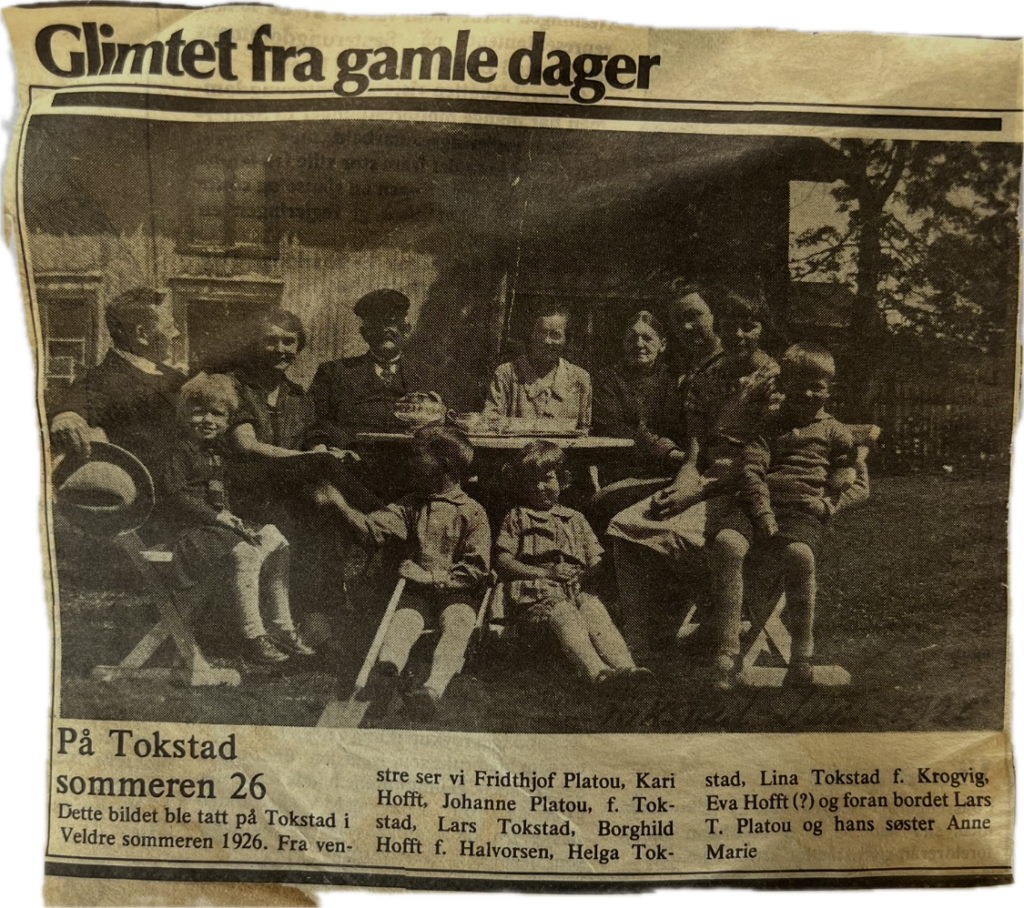 Glimtet fra gamle dager
På Tokstad
sommeren 26
Dette bildet ble tatt på Tokstad i
Veldre sommeren 1926. Fra ven-
stre ser vi Fridthjof Platou, Kari
Hofft, Johanne Platou, f. Tok-
stad, Lars Tokstad, Borghild
Hofft f. Halvorsen, Helga Tok-
stad, Lina Tokstad f. Krogvig,
Eva Hofft (?) og foran bordet Lars
T. Platou og hans søster Anne
Marie